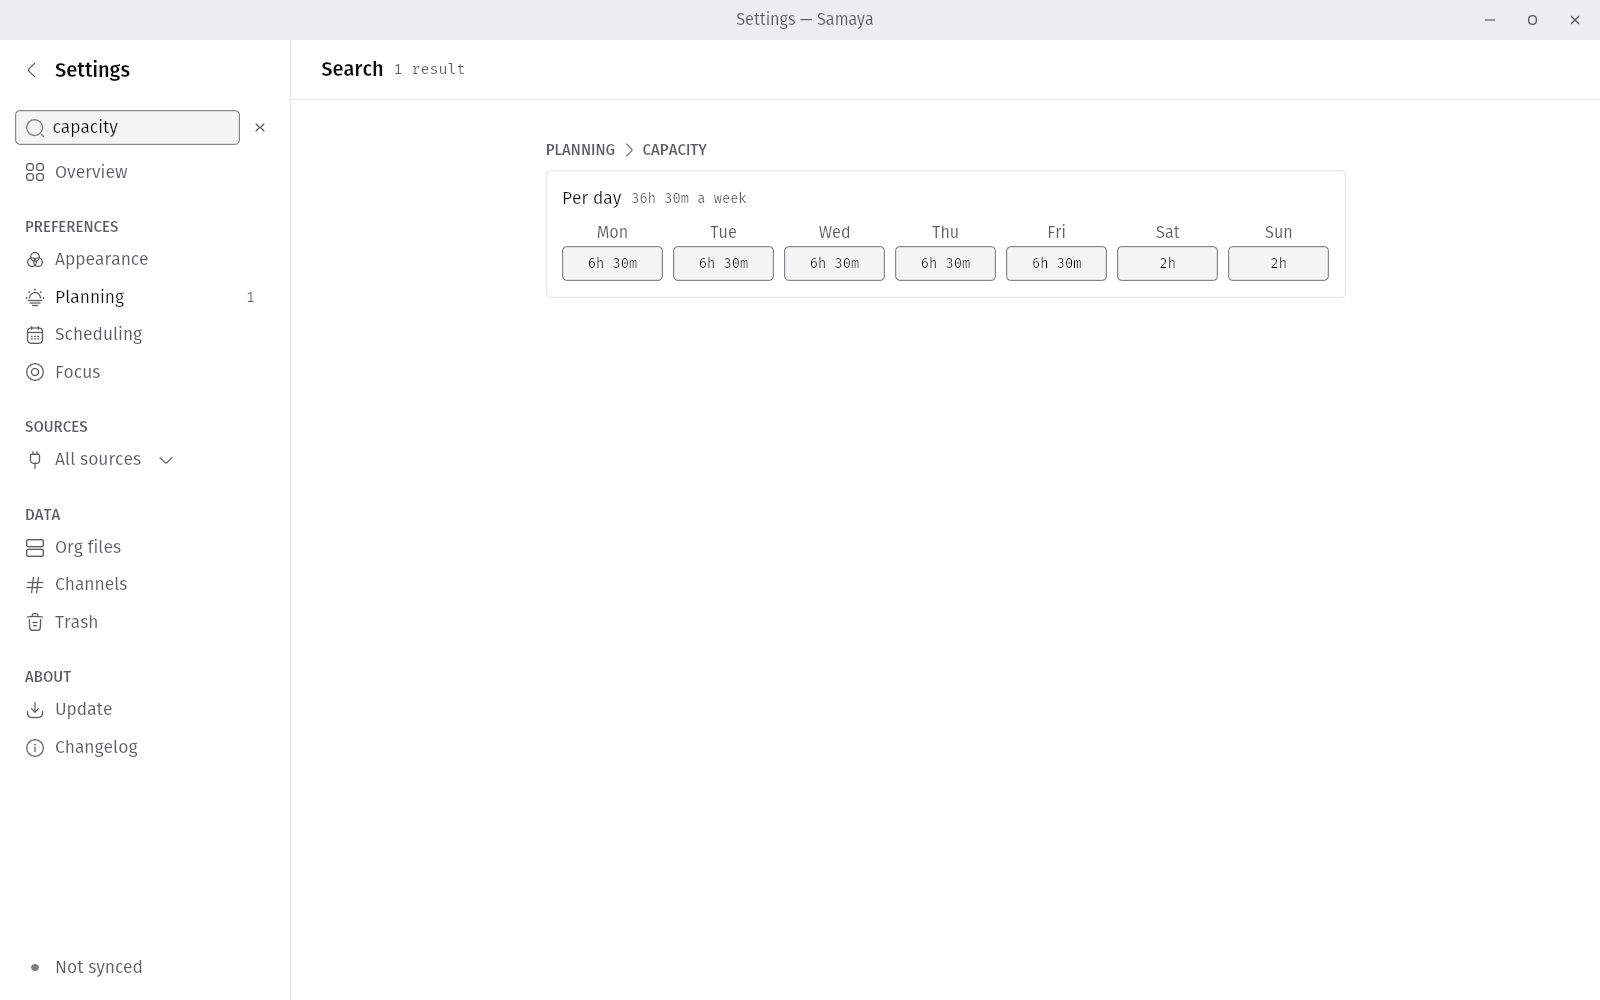 Settings — Samaya
Settings
capacity
Overview
PREFERENCES
Appearance
Planning 1
Scheduling
Focus
SOURCES
All sources
DATA
Org files
Channels
Trash
ABOUT
Update
Changelog
Not synced
Search 1 result
PLANNING CAPACITY
Per day 36h 30m a week
Mon Tue Wed Thu Fri Sat Sun
6h 30m 6h 30m 6h 30m 6h 30m 6h 30m 2h 2h